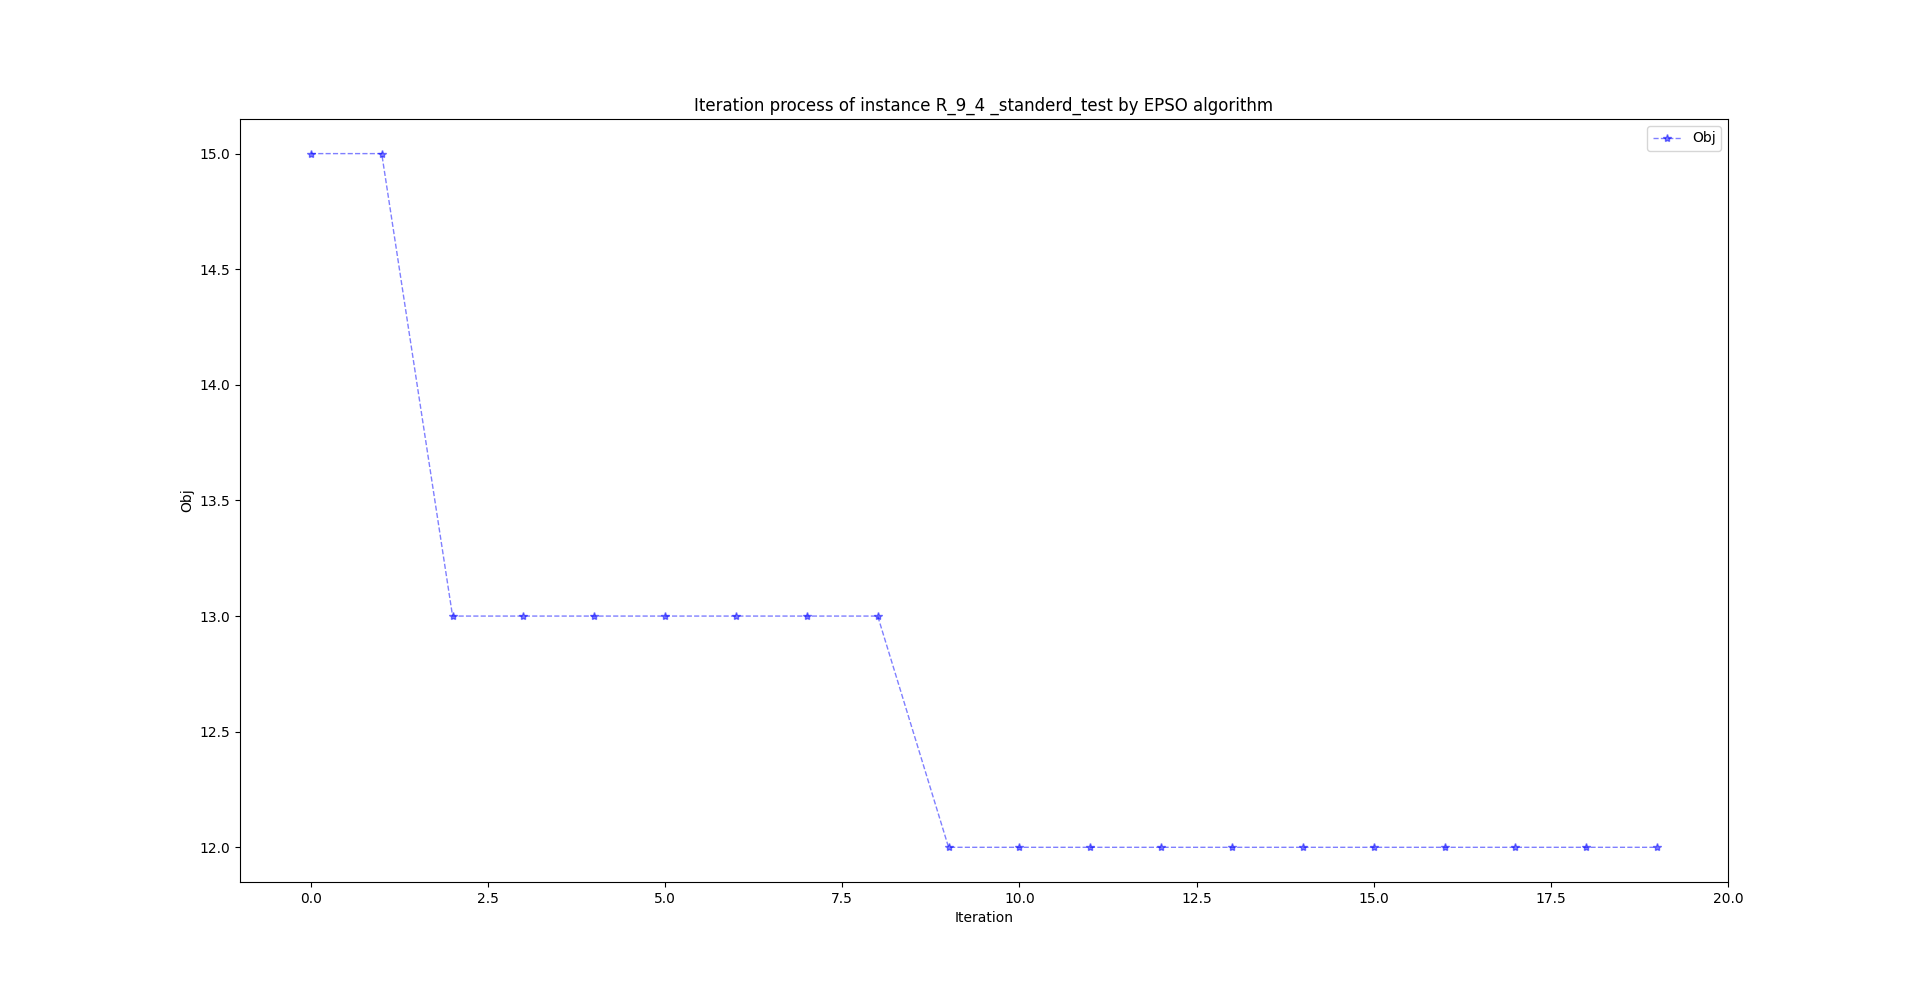 Iteration process of instance R_9_4 _standerd_test by EPSO algorithm
Obj
15.0
14.5
14.0
13.5
13.0
12.5
12.0
Obj
0.0 2.5 5.0 7.5 10.0 12.5 15.0 17.5 20.0
Iteration